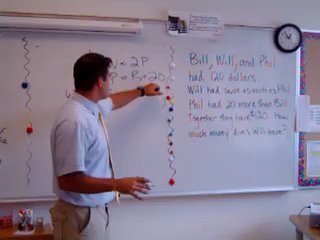 W = 2P
P = B+20
Bill, Will, and Phil
had 120 dollars.
Will had twice as much as Phil
Phil had 20 more than Bill
Together they have $120. How
much money does Will have?